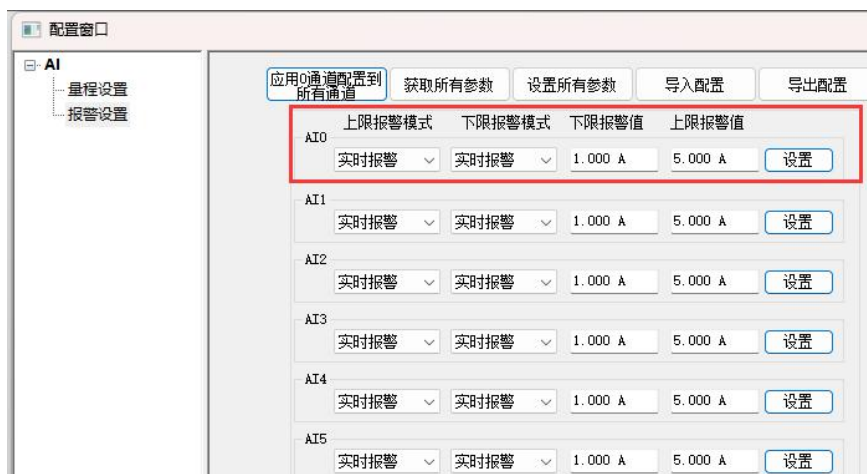 配置窗口
AI
量程设置
报警设置
应用0通道配置到
所有通道
获取所有参数
设置所有参数
导入配置
导出配置
上限报警模式 下限报警模式 下限报警值 上限报警值
AI0
实时报警 实时报警 1.000 A 5.000 A 设置
AI1
实时报警 实时报警 1.000 A 5.000 A 设置
AI2
实时报警 实时报警 1.000 A 5.000 A 设置
AI3
实时报警 实时报警 1.000 A 5.000 A 设置
AI4
实时报警 实时报警 1.000 A 5.000 A 设置
AI5
实时报警 实时报警 1.000 A 5.000 A 设置